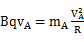 Bqv_A = m_A V_A^2/R